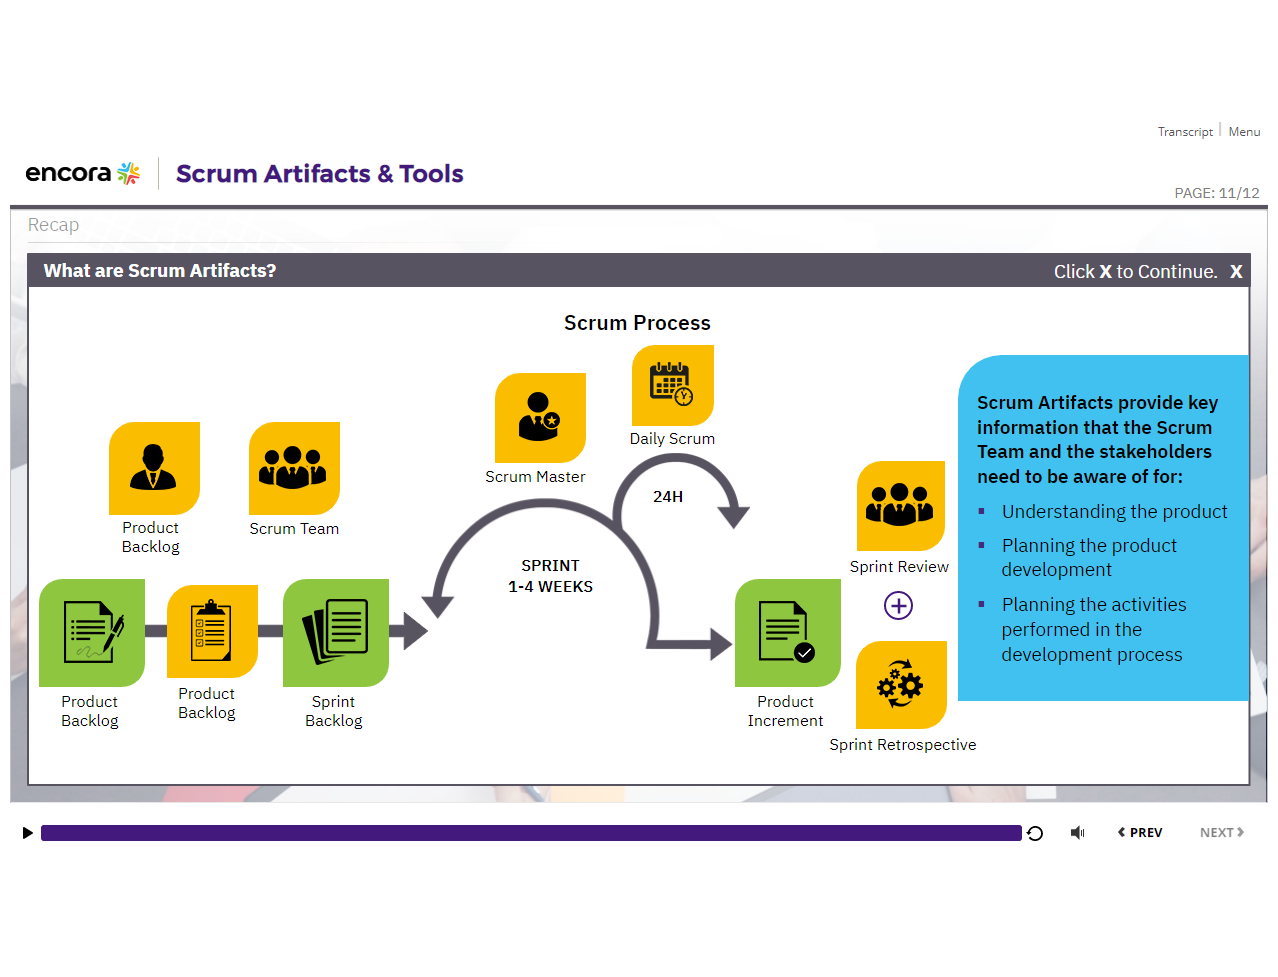 Transcript | Menu
encora
Scrum Artifacts & Tools
PAGE: 11/12
Recap
What are Scrum Artifacts?
Click X to Continue. X
Scrum Process
Daily Scrum
Scrum Master
24H
Product
Backlog
Scrum Team
SPRINT
1-4 WEEKS
Product
Backlog
Product
Backlog
Sprint
Backlog
Product
Increment
Sprint Review
Sprint Retrospective
Scrum Artifacts provide key
information that the Scrum
Team and the stakeholders
need to be aware of for:
▪ Understanding the product
▪ Planning the product
development
▪ Planning the activities
performed in the
development process
PREV
NEXT